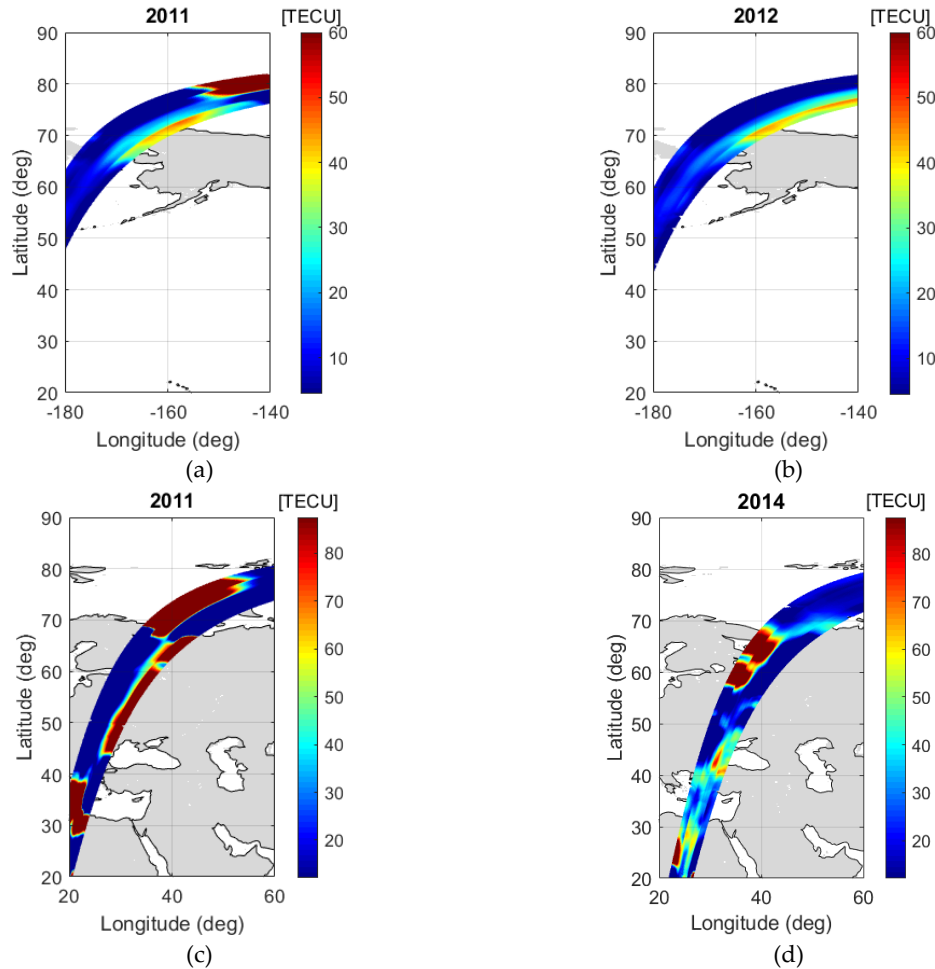 2011 [TECU] 2012 [TECU]
90 60 90 60
80 80
50 50
70 70
60 40 60 40
50 30 50 30
40 20 40 20
30 10 30 10
20 20
-180 -160 -140 -180 -160 -140
Latitude (deg) Latitude (deg)
Longitude (deg) Longitude (deg)
(a) (b)
2011 [TECU] 2014 [TECU]
90 90
80 80 80 80
70 70 70 70
60 60 60 60
50 50 50 50
40 40 40 40
30 30 30 30
20 20 20 20
20 40 60 20 40 60
Latitude (deg) Latitude (deg)
Longitude (deg) Longitude (deg)
(c) (d)